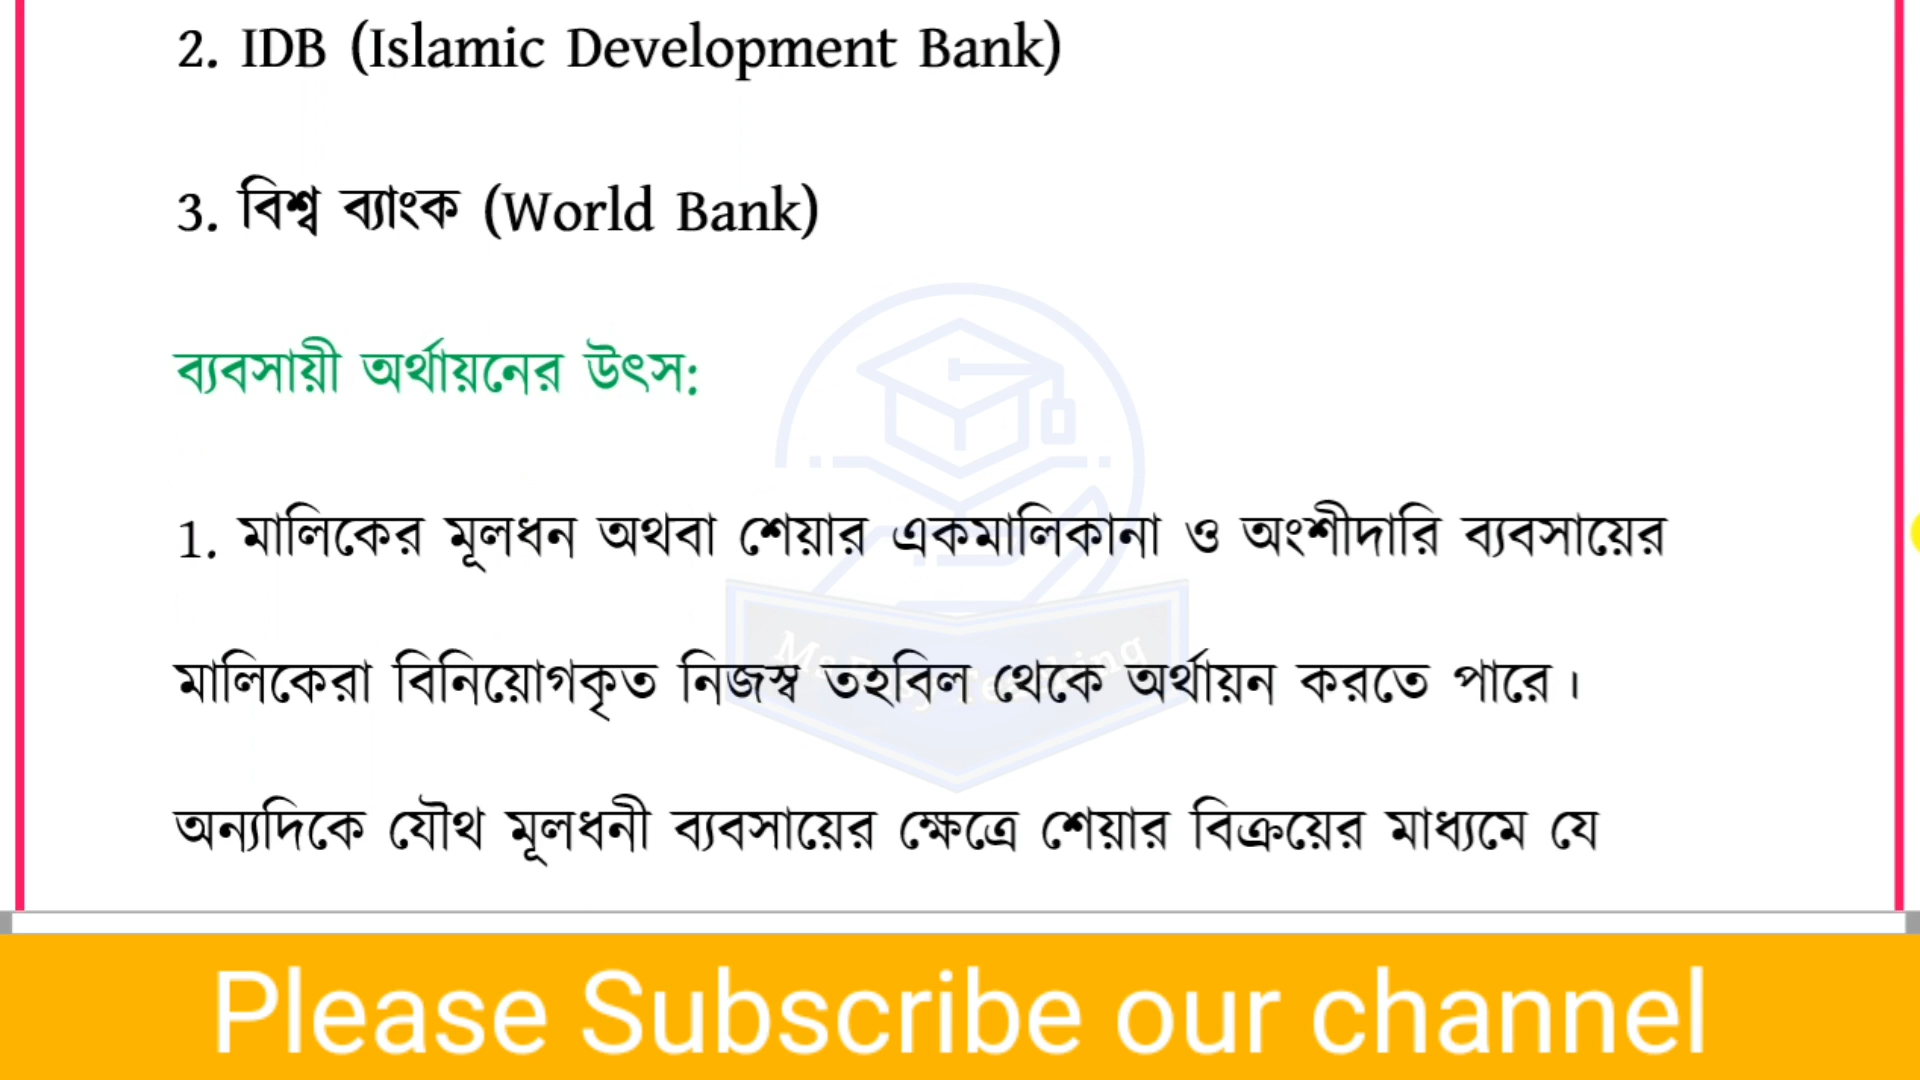 2. IDB (Islamic Development Bank)
3. বিশ্ব ব্যাংক (World Bank)
ব্যবসায়ী অর্থায়নের উৎস:
1. মালিকের মূলধন অথবা শেয়ার একমালিকানা ও অংশীদারি ব্যবসায়ের
মালিকেরা বিনিয়োগকৃত নিজস্ব তহবিল থেকে অর্থায়ন করতে পারে।
অন্যদিকে যৌথ মূলধনী ব্যবসায়ের ক্ষেত্রে শেয়ার বিক্রয়ের মাধ্যমে যে
Please Subscribe our channel